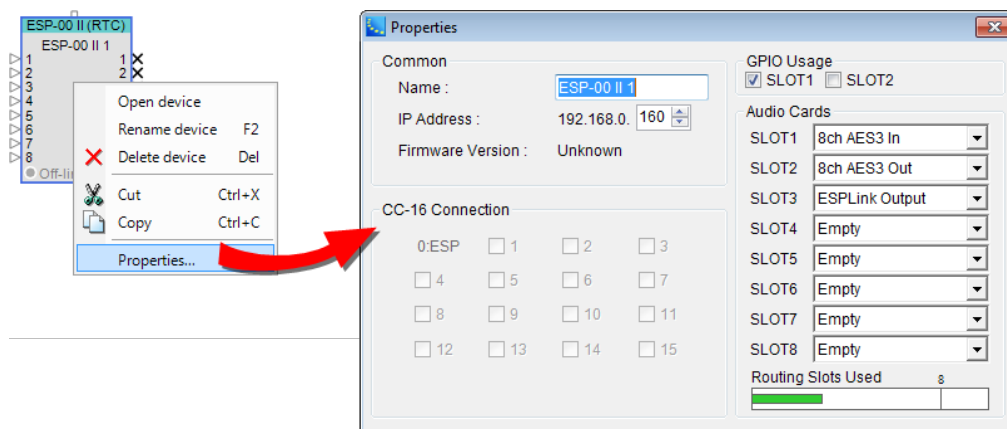 ESP-00 II (RTC)
ESP-00 II 1
1 1
2 2
3
4
5
6
7
8
Off-li
Open device
Rename device F2
Delete device Del
Cut Ctrl+X
Copy Ctrl+C
Properties...
Properties
Common
Name : ESP-00 II 1
IP Address : 192.168.0. 160
Firmware Version : Unknown
CC-16 Connection
0:ESP 1 2 3
4 5 6 7
8 9 10 11
12 13 14 15
GPIO Usage
SLOT1 SLOT2
Audio Cards
SLOT1 8ch AES3 In
SLOT2 8ch AES3 Out
SLOT3 ESPLink Output
SLOT4 Empty
SLOT5 Empty
SLOT6 Empty
SLOT7 Empty
SLOT8 Empty
Routing Slots Used 8